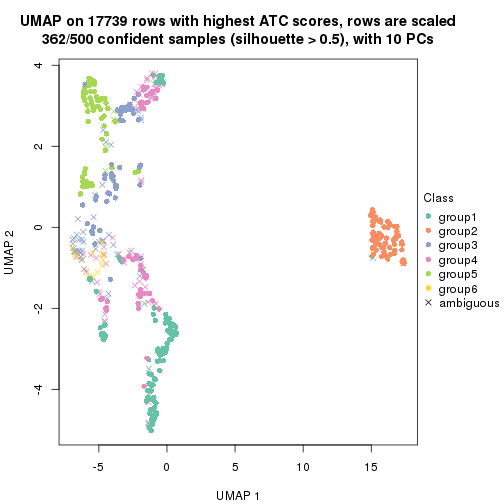 UMAP on 17739 rows with highest ATC scores, rows are scaled
362/500 confident samples (silhouette > 0.5), with 10 PCs
4
2
0
-2
-4
UMAP 2
-5
0
5
10
15
UMAP 1
Class
group1
group2
group3
group4
group5
group6
ambiguous